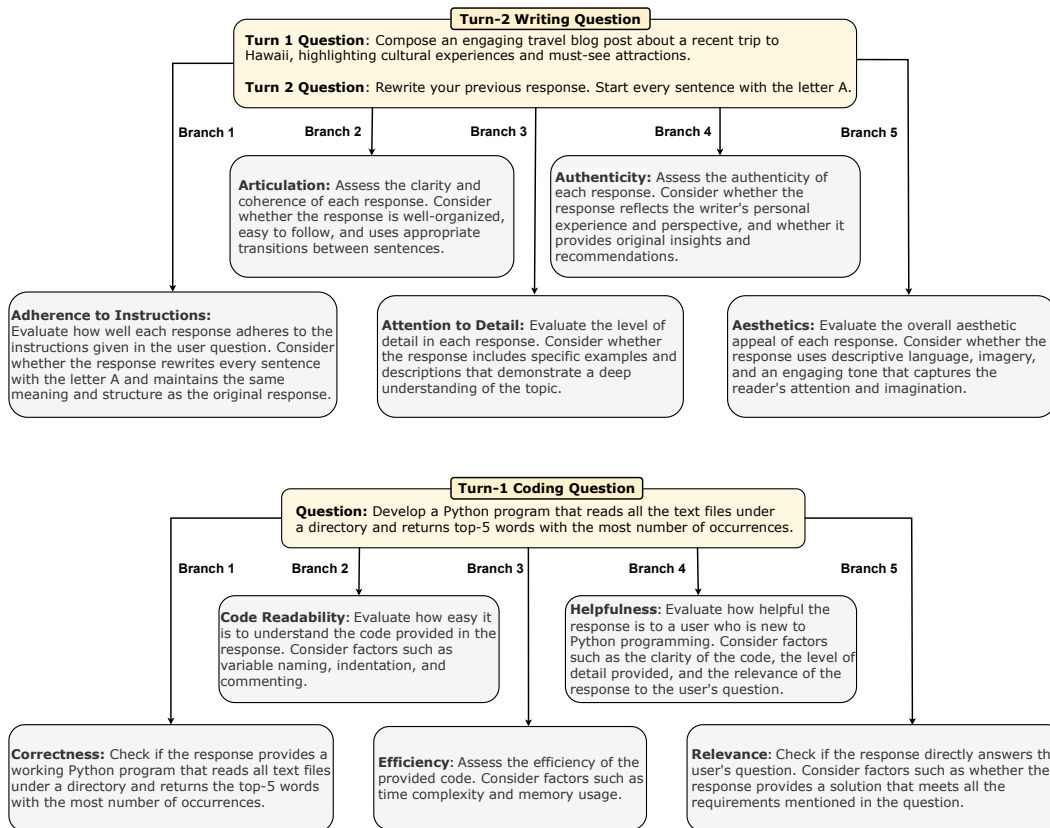 Turn-2 Writing Question
Turn 1 Question: Compose an engaging travel blog post about a recent trip to
Hawaii, highlighting cultural experiences and must-see attractions.
Turn 2 Question: Rewrite your previous response. Start every sentence with the letter A.
Branch 1
Branch 2
Branch 3
Branch 4
Branch 5
Articulation: Assess the clarity and
coherence of each response. Consider
whether the response is well-organized,
easy to follow, and uses appropriate
transitions between sentences.
Authenticity: Assess the authenticity of
each response. Consider whether the
response reflects the writer's personal
experience and perspective, and whether it
provides original insights and
recommendations.
Adherence to Instructions:
Evaluate how well each response adheres to the
instructions given in the user question. Consider
whether the response rewrites every sentence
with the letter A and maintains the same
meaning and structure as the original response.
Attention to Detail: Evaluate the level of
detail in each response. Consider whether
the response includes specific examples and
descriptions that demonstrate a deep
understanding of the topic.
Aesthetics: Evaluate the overall aesthetic
appeal of each response. Consider whether the
response uses descriptive language, imagery,
and an engaging tone that captures the
reader's attention and imagination.
Turn-1 Coding Question
Question: Develop a Python program that reads all the text files under
a directory and returns top-5 words with the most number of occurrences.
Branch 1
Branch 2
Branch 3
Branch 4
Branch 5
Code Readability: Evaluate how easy it
is to understand the code provided in the
response. Consider factors such as
variable naming, indentation, and
commenting.
Helpfulness: Evaluate how helpful the
response is to a user who is new to
Python programming. Consider factors
such as the clarity of the code, the level of
detail provided, and the relevance of the
response to the user's question.
Correctness: Check if the response provides a
working Python program that reads all text files
under a directory and returns the top-5 words
with the most number of occurrences.
Efficiency: Assess the efficiency of the
provided code. Consider factors such as
time complexity and memory usage.
Relevance: Check if the response directly answers th
user's question. Consider factors such as whether the
response provides a solution that meets all the
requirements mentioned in the question.